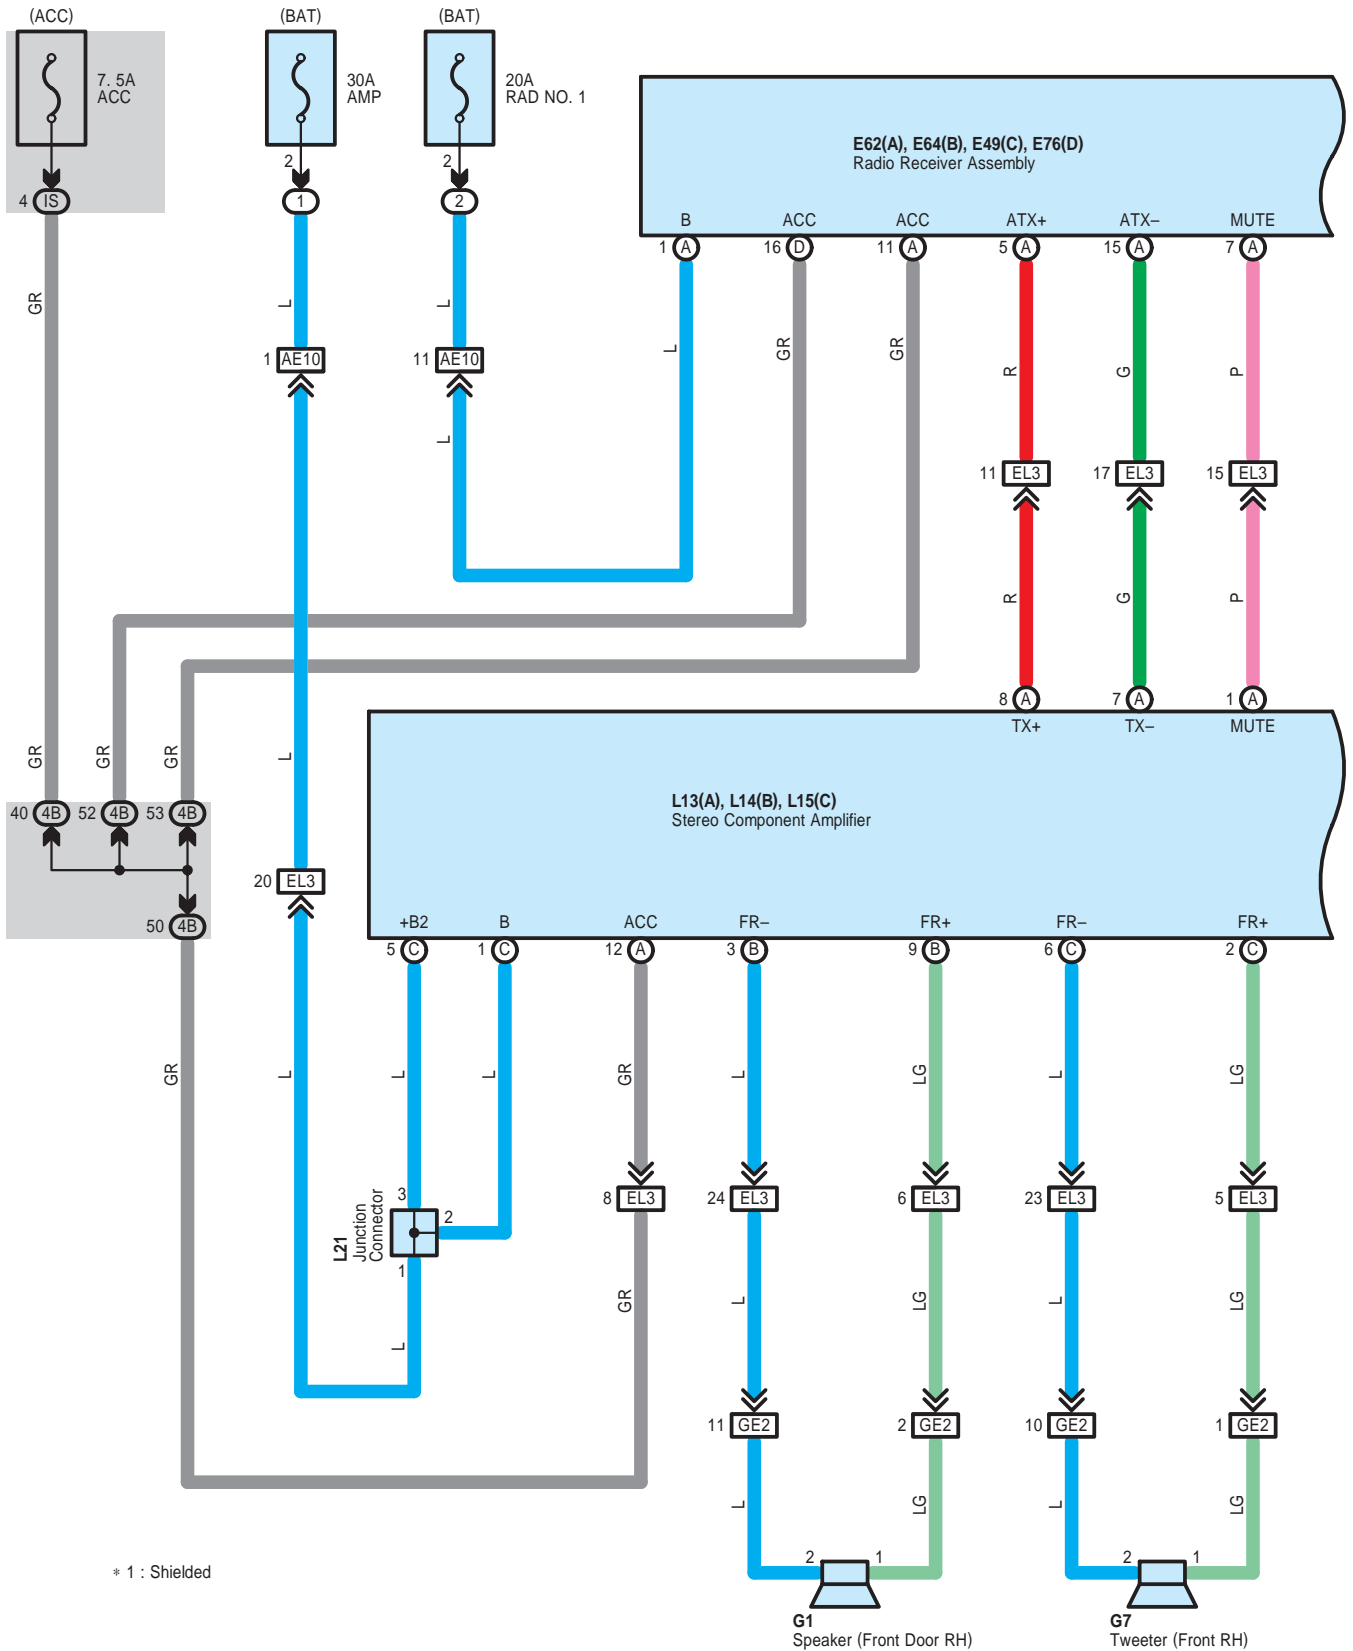 (ACC) (BAT) (BAT)
7. 5A
ACC
30A
AMP
20A
RAD NO. 1
E62(A), E64(B), E49(C), E76(D)
Radio Receiver Assembly
2 2
4 IS 1 2
B ACC ACC ATX+ ATX– MUTE
1 A 16 D 11 A 5 A 15 A 7 A
GR L L
L GR GR R G P
1 AE10 11 AE10
L
11 EL3 17 EL3 15 EL3
R G P
8 A 7 A 1 A
TX+ TX– MUTE
GR GR GR L
L13(A), L14(B), L15(C)
Stereo Component Amplifier
40 4B 52 4B 53 4B
20 EL3
50 4B
+B2 B ACC FR– FR+ FR– FR+
5 C 1 C 12 A 3 B 9 B 6 C 2 C
GR L L L GR L LG L LG
3 2 1
L21
Junction
Connector
8 EL3 24 EL3 6 EL3 23 EL3 5 EL3
L GR L LG L LG
11 GE2 2 GE2 10 GE2 1 GE2
L LG L LG
2 1 2 1
∗ 1 : Shielded
G1
Speaker (Front Door RH)
G7
Tweeter (Front RH)